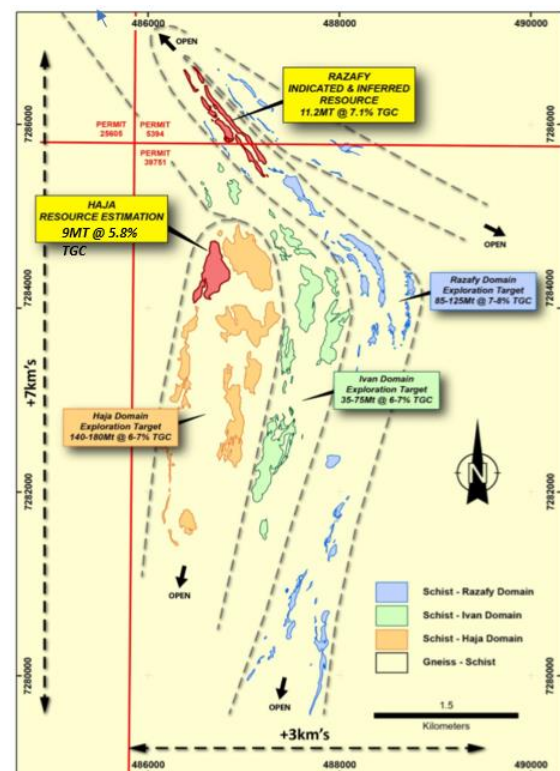 486000
488000
490000
OPEN
RAZAFY
INDICATED & INFERRED
RESOURCE
11.2MT @ 7.1% TGC
7286000
7286000
PERMIT
25605
PERMIT
5394
PERMIT
39751
HAJA
RESOURCE ESTIMATION
9MT @ 5.8%
TGC
OPEN
7284000
7284000
Razafy Domain
Exploration Target
85-125Mt @ 7-8% TGC
+7km's
Ivan Domain
Exploration Target
35-75Mt @ 6-7% TGC
Haja Domain
Exploration Target
140-180Mt @ 6-7% TGC
N
7282000
7282000
OPEN
Schist - Razafy Domain
Schist - Ivan Domain
Schist - Haja Domain
Gneiss - Schist
7280000
7280000
OPEN
1.5
Kilometers
+3km's
486000
488000
490000